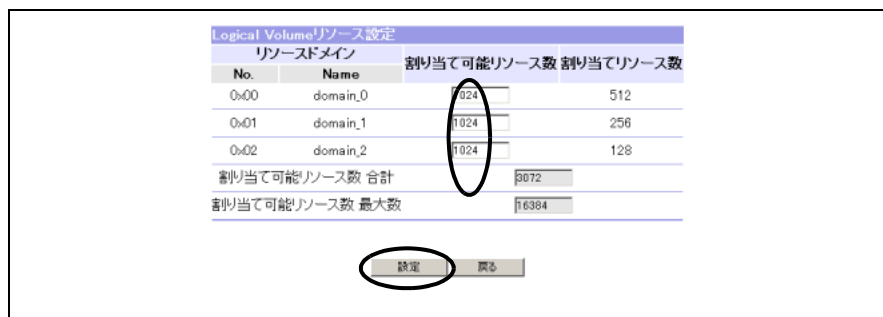 Logical Volumeリソース設定
リソースドメイン 割り当て可能リソース数 割り当てリソース数
No. Name
0x00 domain_0 1024 512
0x01 domain_1 1024 256
0x02 domain_2 1024 128
割り当て可能リソース数 合計 3072
割り当て可能リソース数 最大数 16384
設定 戻る